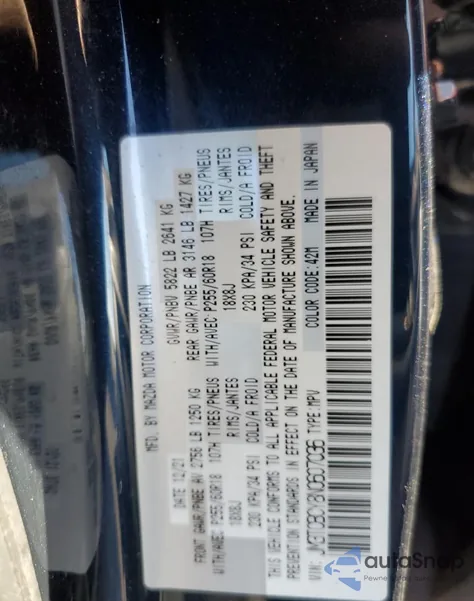 MFD. BY MAZDA MOTOR CORPORATION
DATE 12/21 GVWR/PNBV 5822 LB 2641 KG
FRONT GAWR/PNBE AV 2756 LB 1250 KG REAR GAWR/PNBE AR 3146 LB 1427 KG
WITH/AVEC P255/60R18 107H TIRES/PNEUS WITH/AVEC P255/60R18 107H TIRES/PNEUS
18X8J RIMS/JANTES 18X8J RIMS/JANTES
230 KPA/34 PSI COLD/A FROID 230 KPA/34 PSI COLD/A FROID
THIS VEHICLE CONFORMS TO ALL APPLICABLE FEDERAL MOTOR VEHICLE SAFETY AND THEFT
PREVENTION STANDARDS IN EFFECT ON THE DATE OF MANUFACTURE SHOWN ABOVE.
VIN: TYPE: MPV COLOR CODE: 42M MADE IN JAPAN
autoSnap